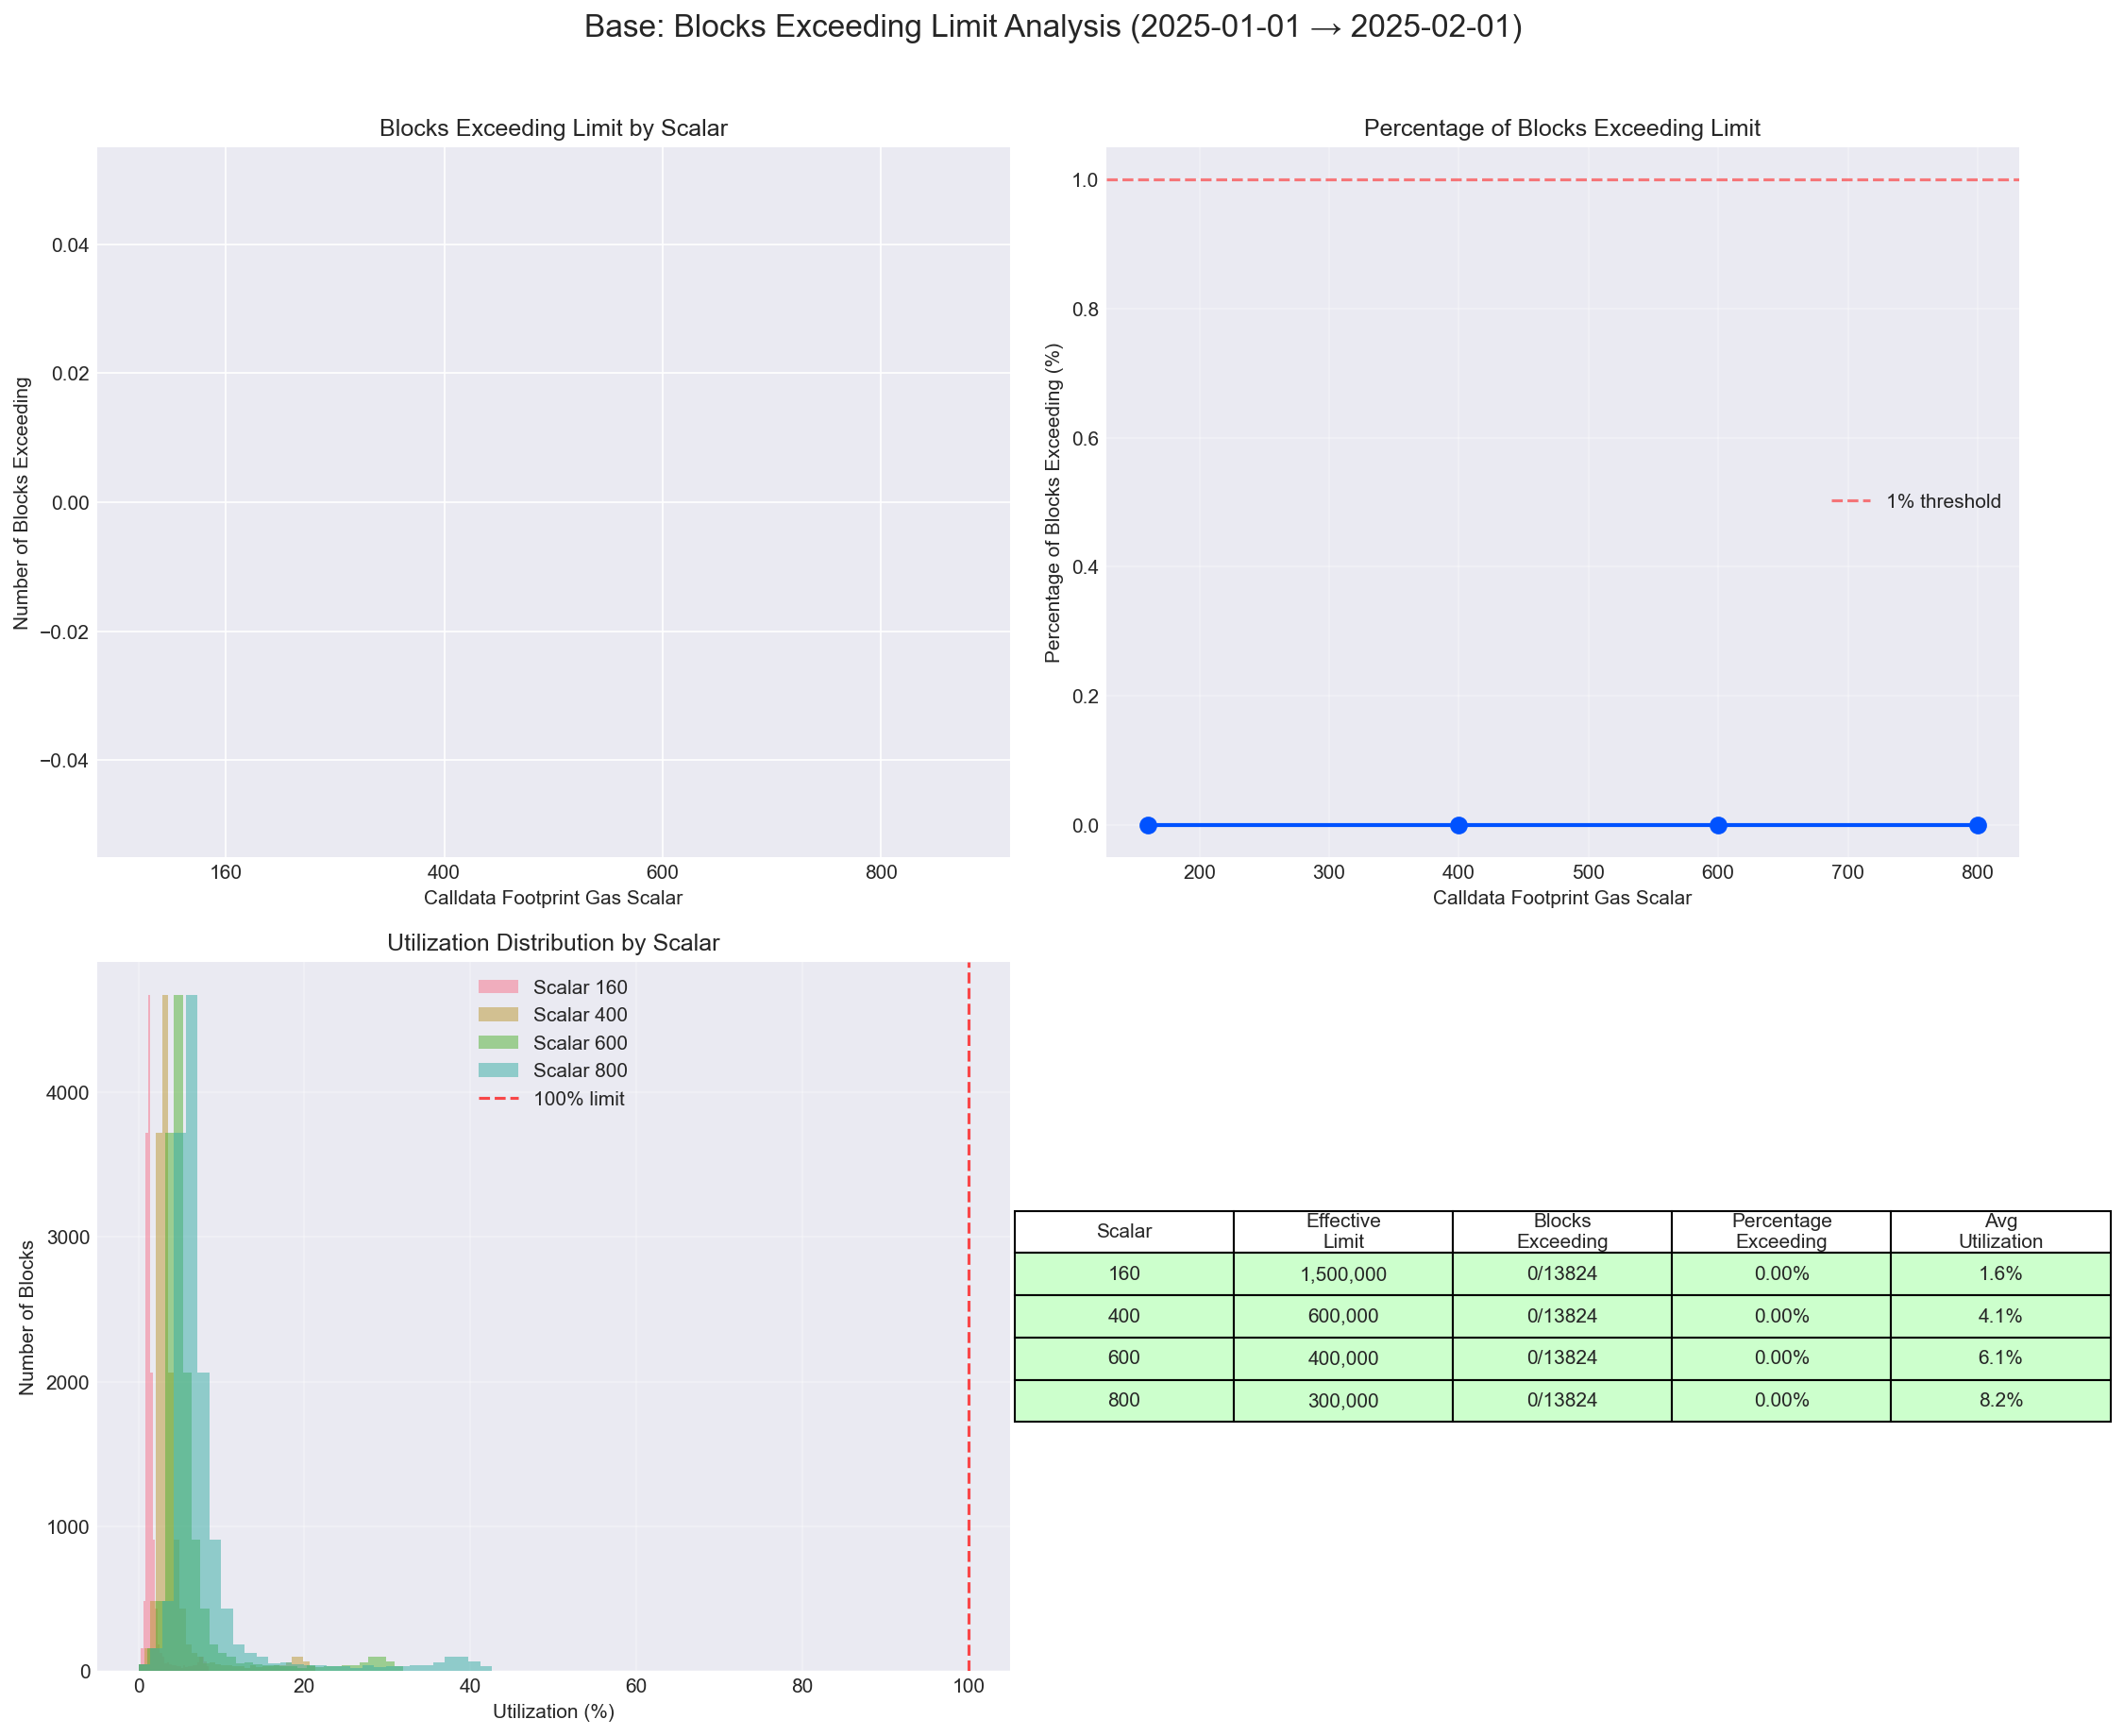 Base: Blocks Exceeding Limit Analysis (2025-01-01 → 2025-02-01)
Blocks Exceeding Limit by Scalar
Number of Blocks Exceeding
0.04
0.02
0.00
−0.02
−0.04
160 400 600 800
Calldata Footprint Gas Scalar
Percentage of Blocks Exceeding Limit
Percentage of Blocks Exceeding (%)
1.0
0.8
0.6
0.4
0.2
0.0
1% threshold
200 300 400 500 600 700 800
Calldata Footprint Gas Scalar
Utilization Distribution by Scalar
Number of Blocks
4000
3000
2000
1000
0
Scalar 160
Scalar 400
Scalar 600
Scalar 800
100% limit
0 20 40 60 80 100
Utilization (%)
Scalar Effective Limit Blocks Exceeding Percentage Exceeding Avg Utilization
160 1,500,000 0/13824 0.00% 1.6%
400 600,000 0/13824 0.00% 4.1%
600 400,000 0/13824 0.00% 6.1%
800 300,000 0/13824 0.00% 8.2%